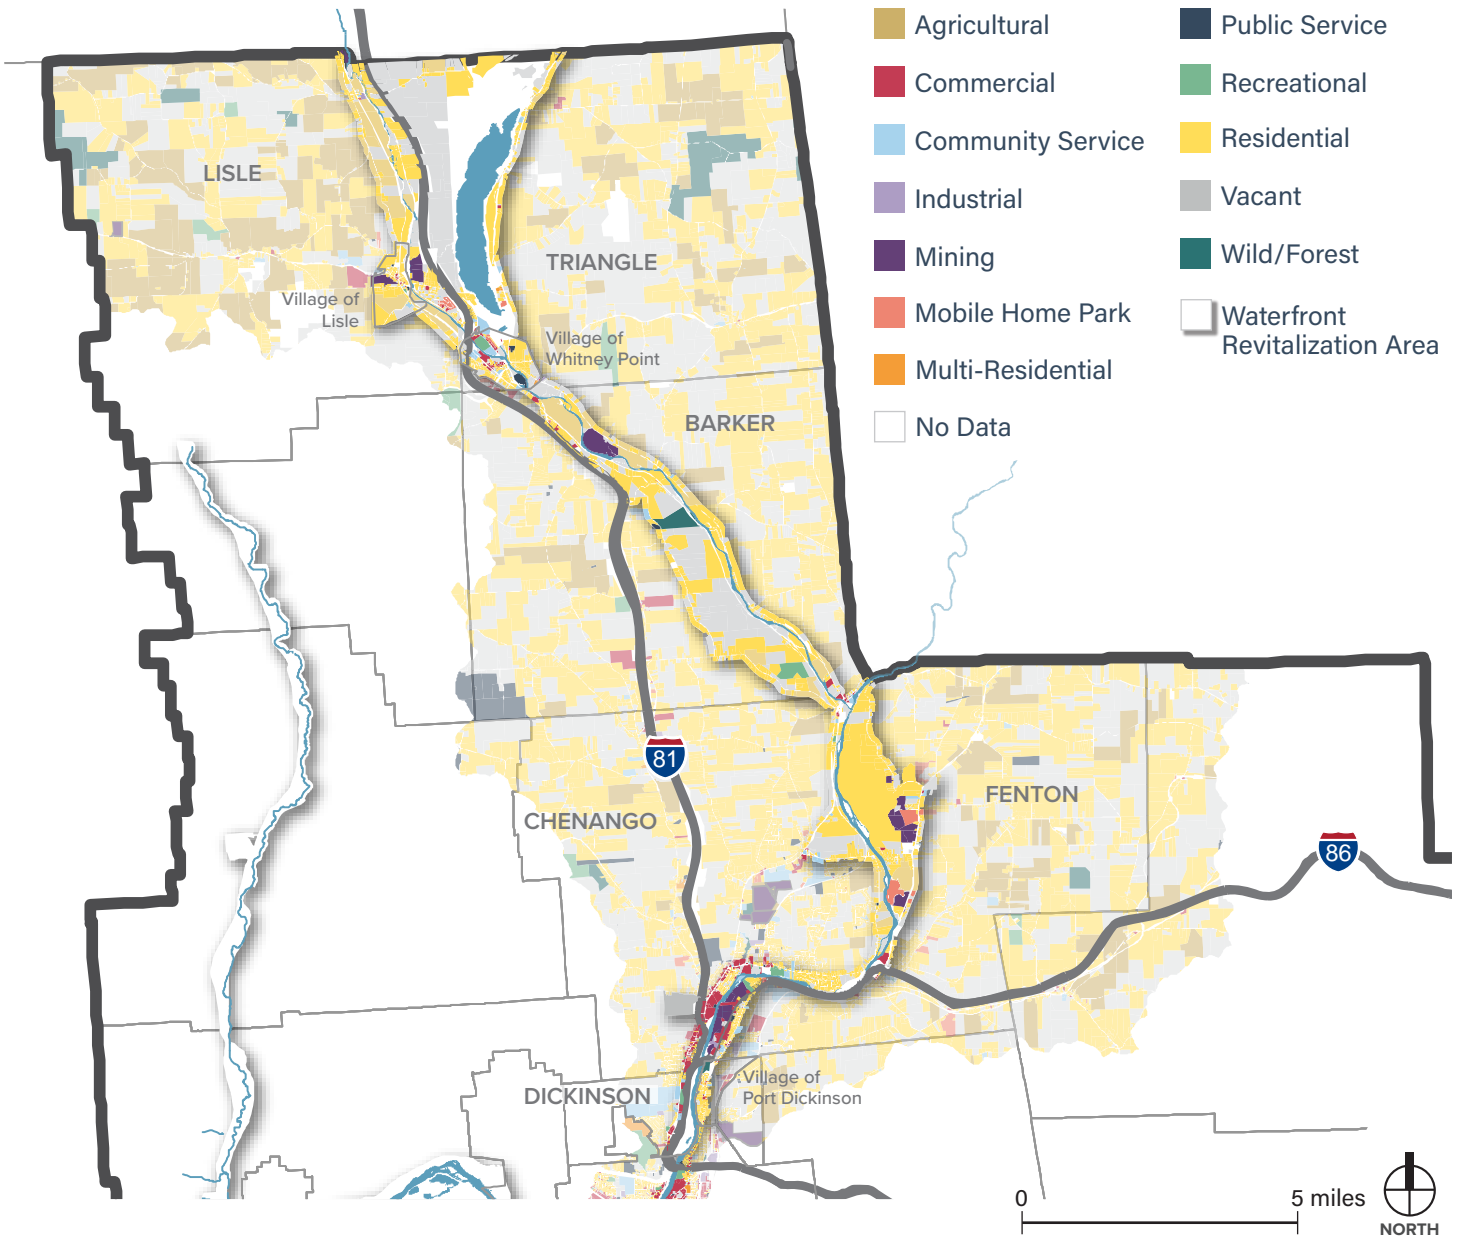 Agricultural
Commercial
Community Service
Industrial
Mining
Mobile Home Park
Multi-Residential
No Data
Public Service
Recreational
Residential
Vacant
Wild/Forest
Waterfront
Revitalization Area
LISLE
TRIANGLE
Village of
Lisle
Village of
Whitney Point
BARKER
81
CHENANGO
FENTON
86
DICKINSON
Village of
Port Dickinson
0
5 miles
NORTH